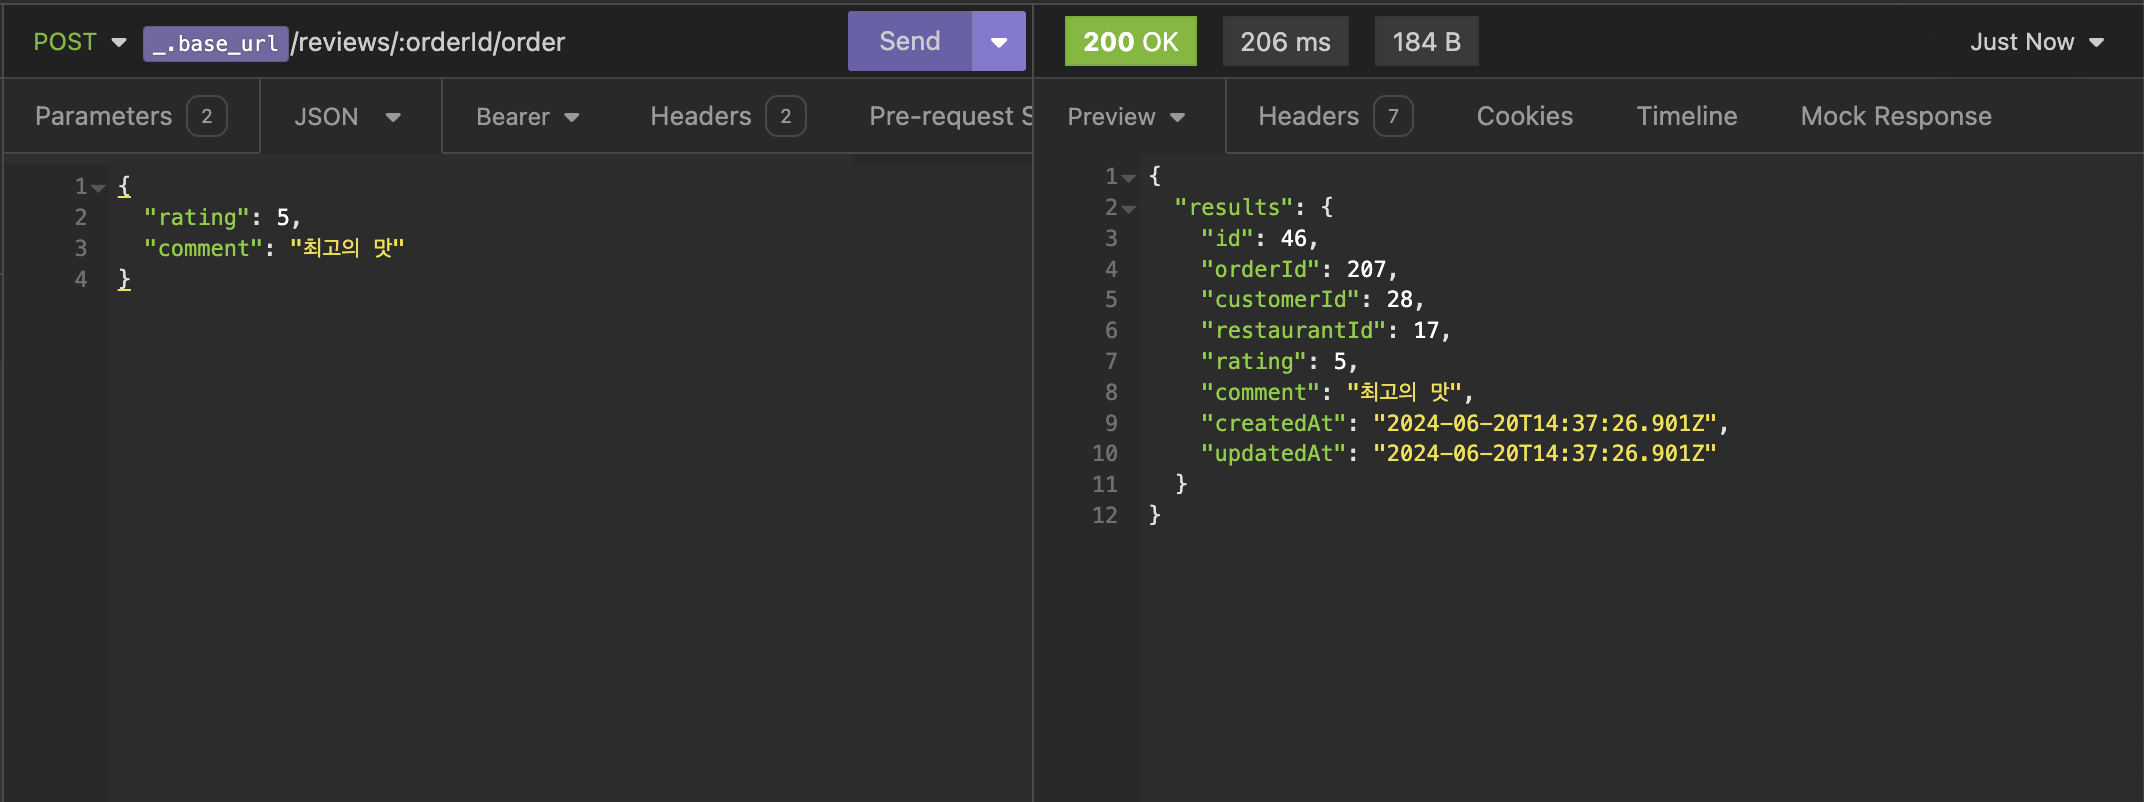 POST _.base_url/reviews/:orderId/order Send
200 OK 206 ms 184 B Just Now
Parameters 2 JSON Bearer Headers 2 Pre-request S
Preview Headers 7 Cookies Timeline Mock Response
1 {
2 "rating": 5,
3 "comment": "최고의 맛"
4 }
1 {
2 "results": {
3 "id": 46,
4 "orderId": 207,
5 "customerId": 28,
6 "restaurantId": 17,
7 "rating": 5,
8 "comment": "최고의 맛",
9 "createdAt": "2024-06-20T14:37:26.901Z",
10 "updatedAt": "2024-06-20T14:37:26.901Z"
11 }
12 }